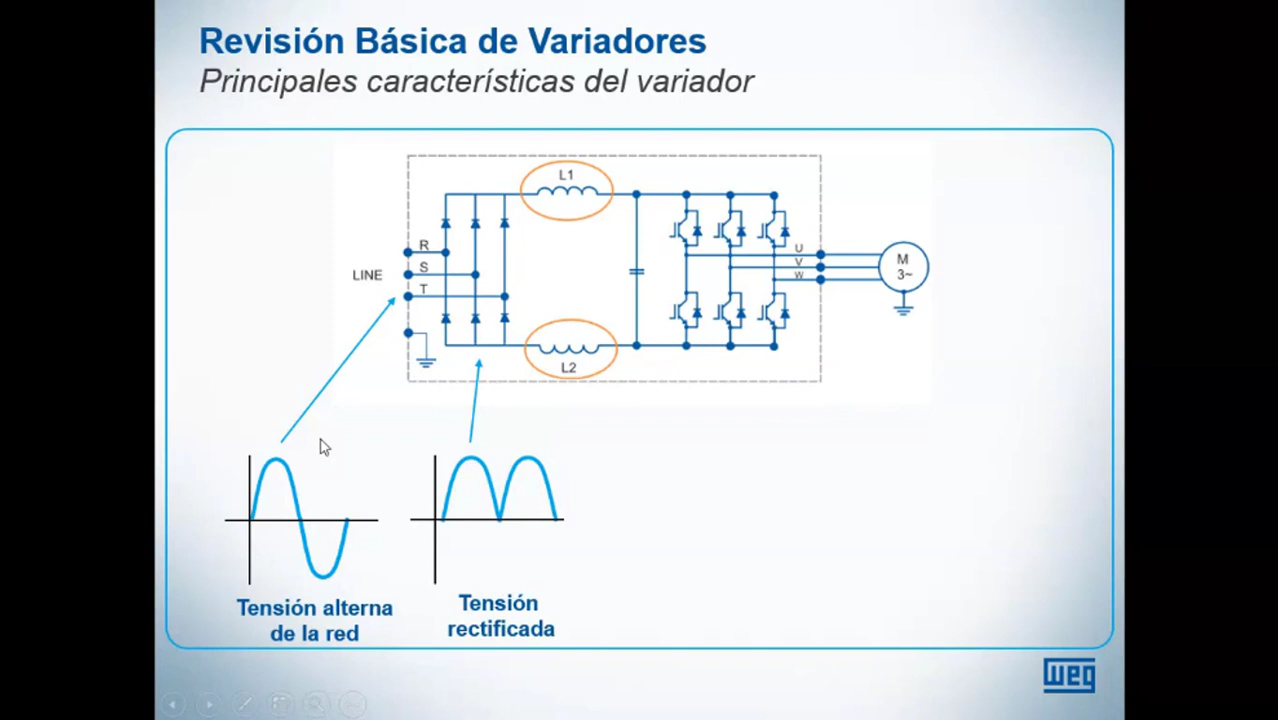 Revisión Básica de Variadores
Principales características del variador
L1
R
LINE
S
T
U
V
W
M
3~
L2
Tensión alterna
de la red
Tensión
rectificada
WEG